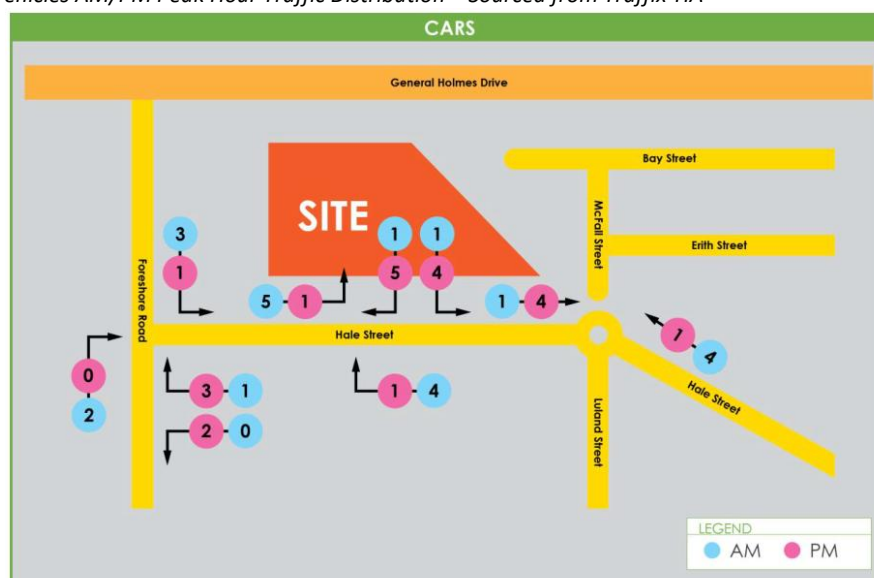 Vehicles AM/PM Peak Hour Traffic Distribution – Sourced from Traffix TIA
CARS
General Holmes Drive
Bay Street
SITE
McFall Street
Erith Street
Foreshore Road
3
1
1 1
5 4
5 1
1 4
Hale Street
1 4
0
2
3 1
2 0
1 4
Hale Street
Luland Street
LEGEND
AM PM